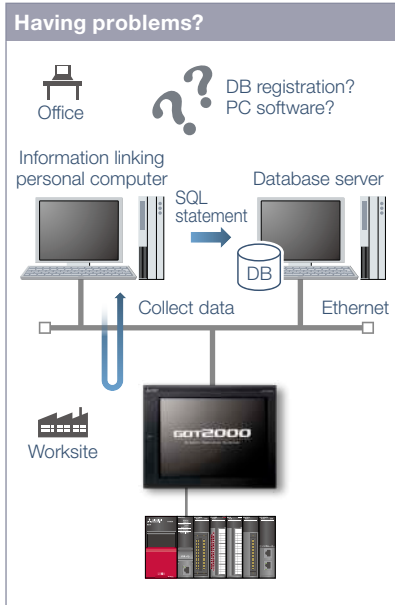 Having problems?
Office
DB registration?
PC software?
Information linking
personal computer
Database server
SQL
statement
DB
Collect data
Ethernet
GOT2000
Worksite